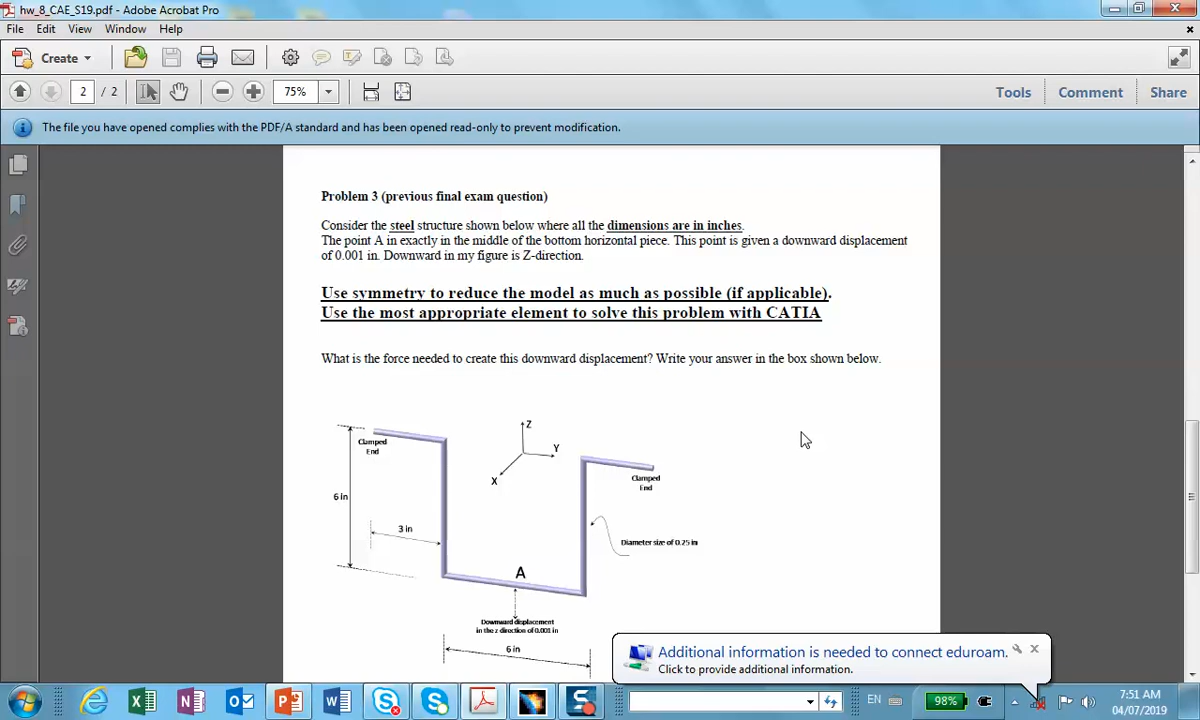 hw_8_CAE_S19.pdf - Adobe Acrobat Pro
File Edit View Window Help
Create
2 / 2 75% Tools Comment Share
The file you have opened complies with the PDF/A standard and has been opened read-only to prevent modification.
Problem 3 (previous final exam question)
Consider the steel structure shown below where all the dimensions are in inches.
The point A in exactly in the middle of the bottom horizontal piece. This point is given a downward displacement
of 0.001 in. Downward in my figure is Z-direction.
Use symmetry to reduce the model as much as possible (if applicable).
Use the most appropriate element to solve this problem with CATIA
What is the force needed to create this downward displacement? Write your answer in the box shown below.
Z
Y
X
Clamped
End
Clamped
End
6 in
3 in
Diameter size of 0.25 in
A
Downward displacement
in the z direction of 0.001 in
6 in
Additional information is needed to connect eduroam.
Click to provide additional information.
EN
98%
7:51 AM
04/07/2019